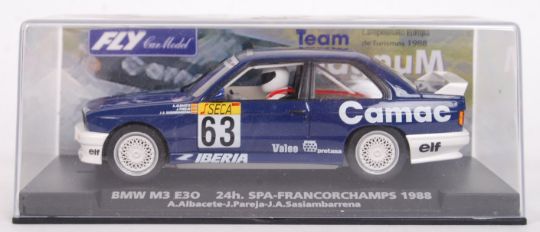 FLY
Car Model
Team
Campeonato Europa
de Turismos 1988
SECA
63
IBERIA
Valeo
Camac
elf
elf
BMW M3 E30 24h. SPA-FRANCORCHAMPS 1988
A.Albacete-J.Pareja-J.A.Sasiambarrena